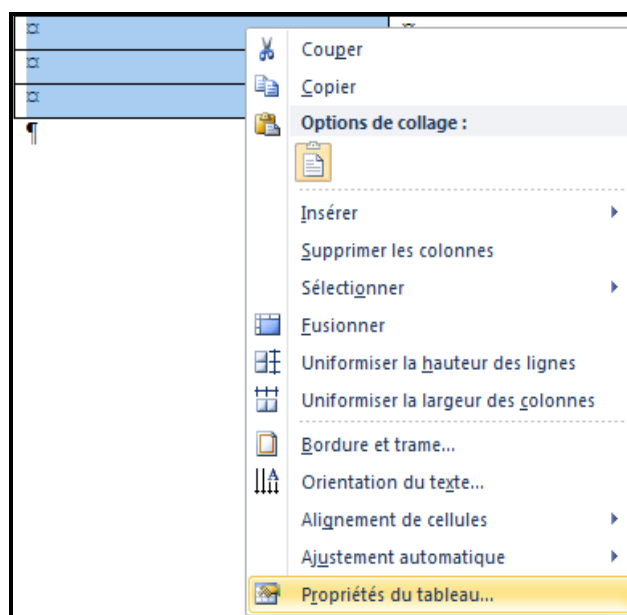 ¤
¤
¤
¤
¶
Couper
Copier
Options de collage :
Insérer
Supprimer les colonnes
Sélectionner
Fusionner
Uniformiser la hauteur des lignes
Uniformiser la largeur des colonnes
Bordure et trame...
Orientation du texte...
Alignement de cellules
Ajustement automatique
Propriétés du tableau...